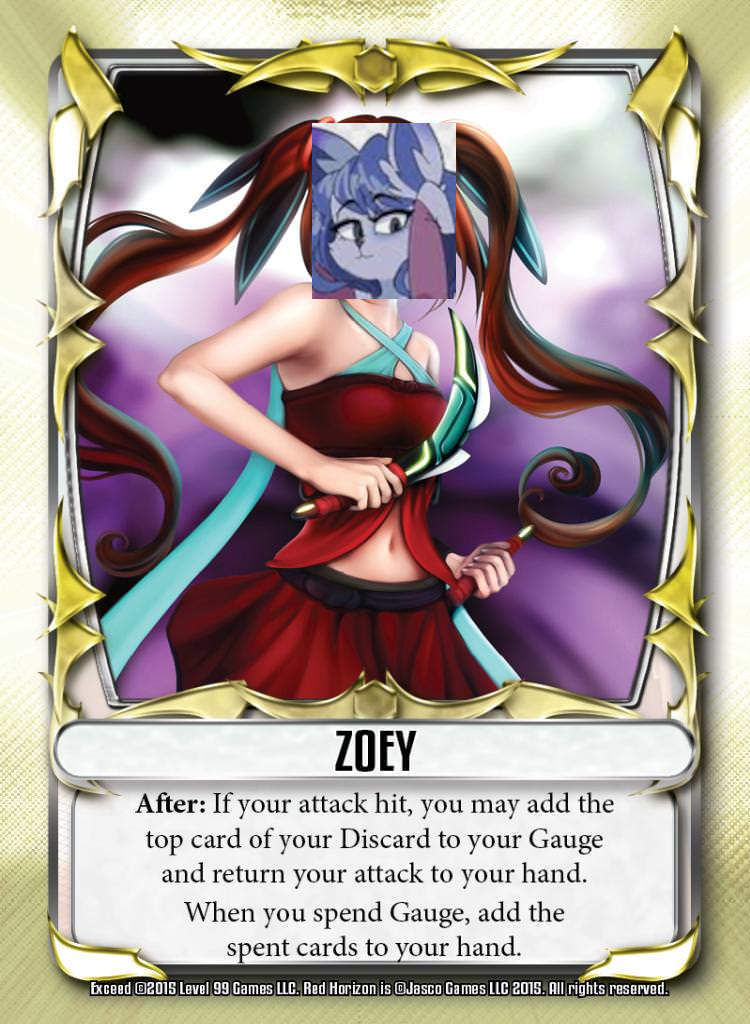 ZOEY
After: If your attack hit, you may add the
top card of your Discard to your Gauge
and return your attack to your hand.
When you spend Gauge, add the
spent cards to your hand.
Exceed ©2015 Level 99 Games LLC. Red Horizon is ©Jasco Games LLC 2015. All rights reserved.